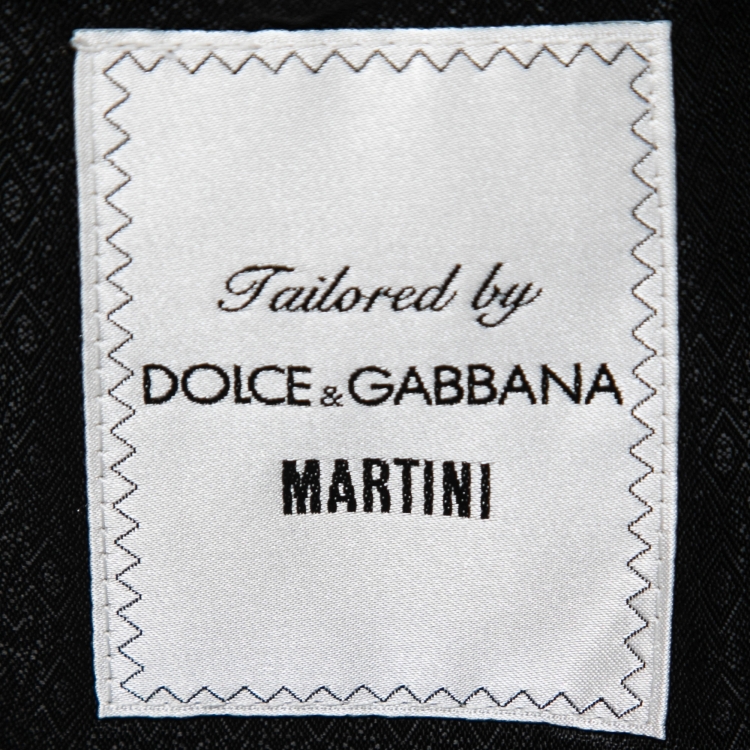 Tailored by
DOLCE & GABBANA
MARTINI